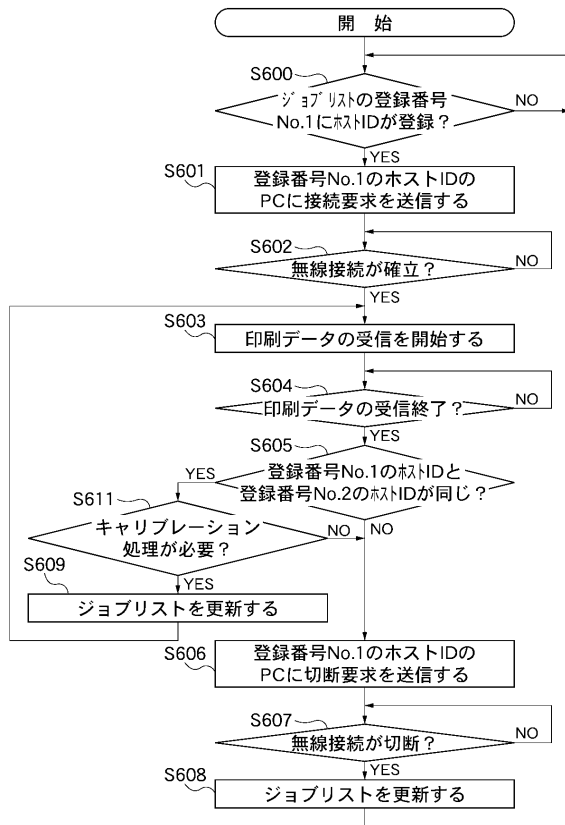 開 始
S600
ジョブリストの登録番号
No.1にホストIDが登録？
NO
YES
S601
登録番号No.1のホストIDの
PCに接続要求を送信する
S602
無線接続が確立？
NO
YES
S603
印刷データの受信を開始する
S604
印刷データの受信終了？
NO
YES
S605
登録番号No.1のホストIDと
登録番号No.2のホストIDが同じ？
YES
NO
S611
キャリブレーション
処理が必要？
NO
YES
S609
ジョブリストを更新する
S606
登録番号No.1のホストIDの
PCに切断要求を送信する
S607
無線接続が切断？
NO
YES
S608
ジョブリストを更新する